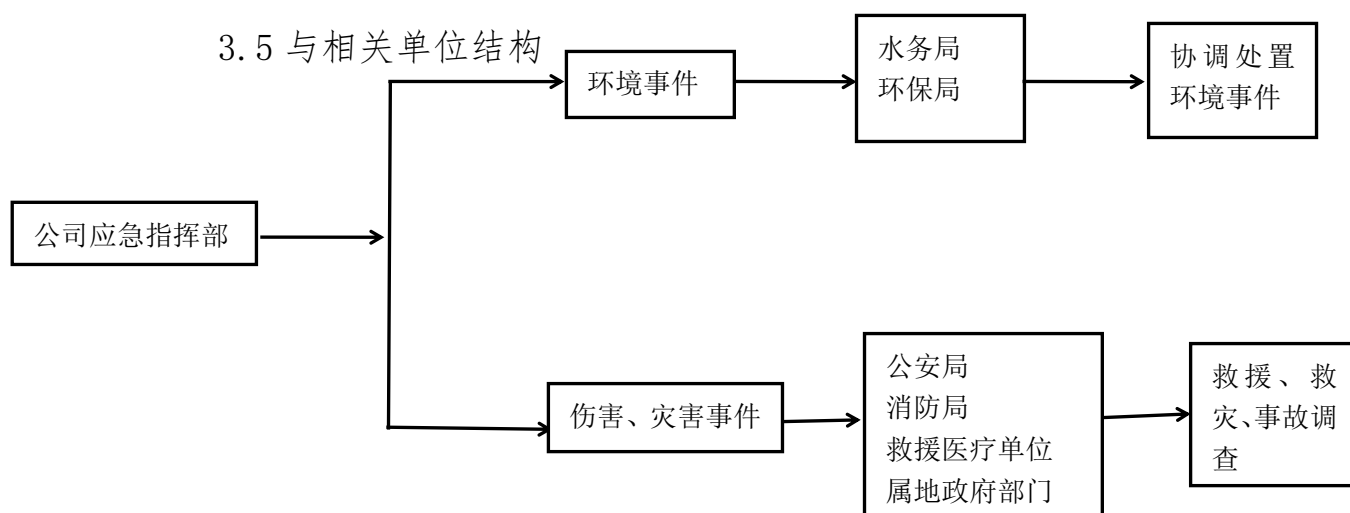 3.5 与相关单位结构
环境事件
水务局
环保局
协调处置
环境事件
公司应急指挥部
伤害、灾害事件
公安局
消防局
救援医疗单位
属地政府部门
救援、救
灾、事故调
查